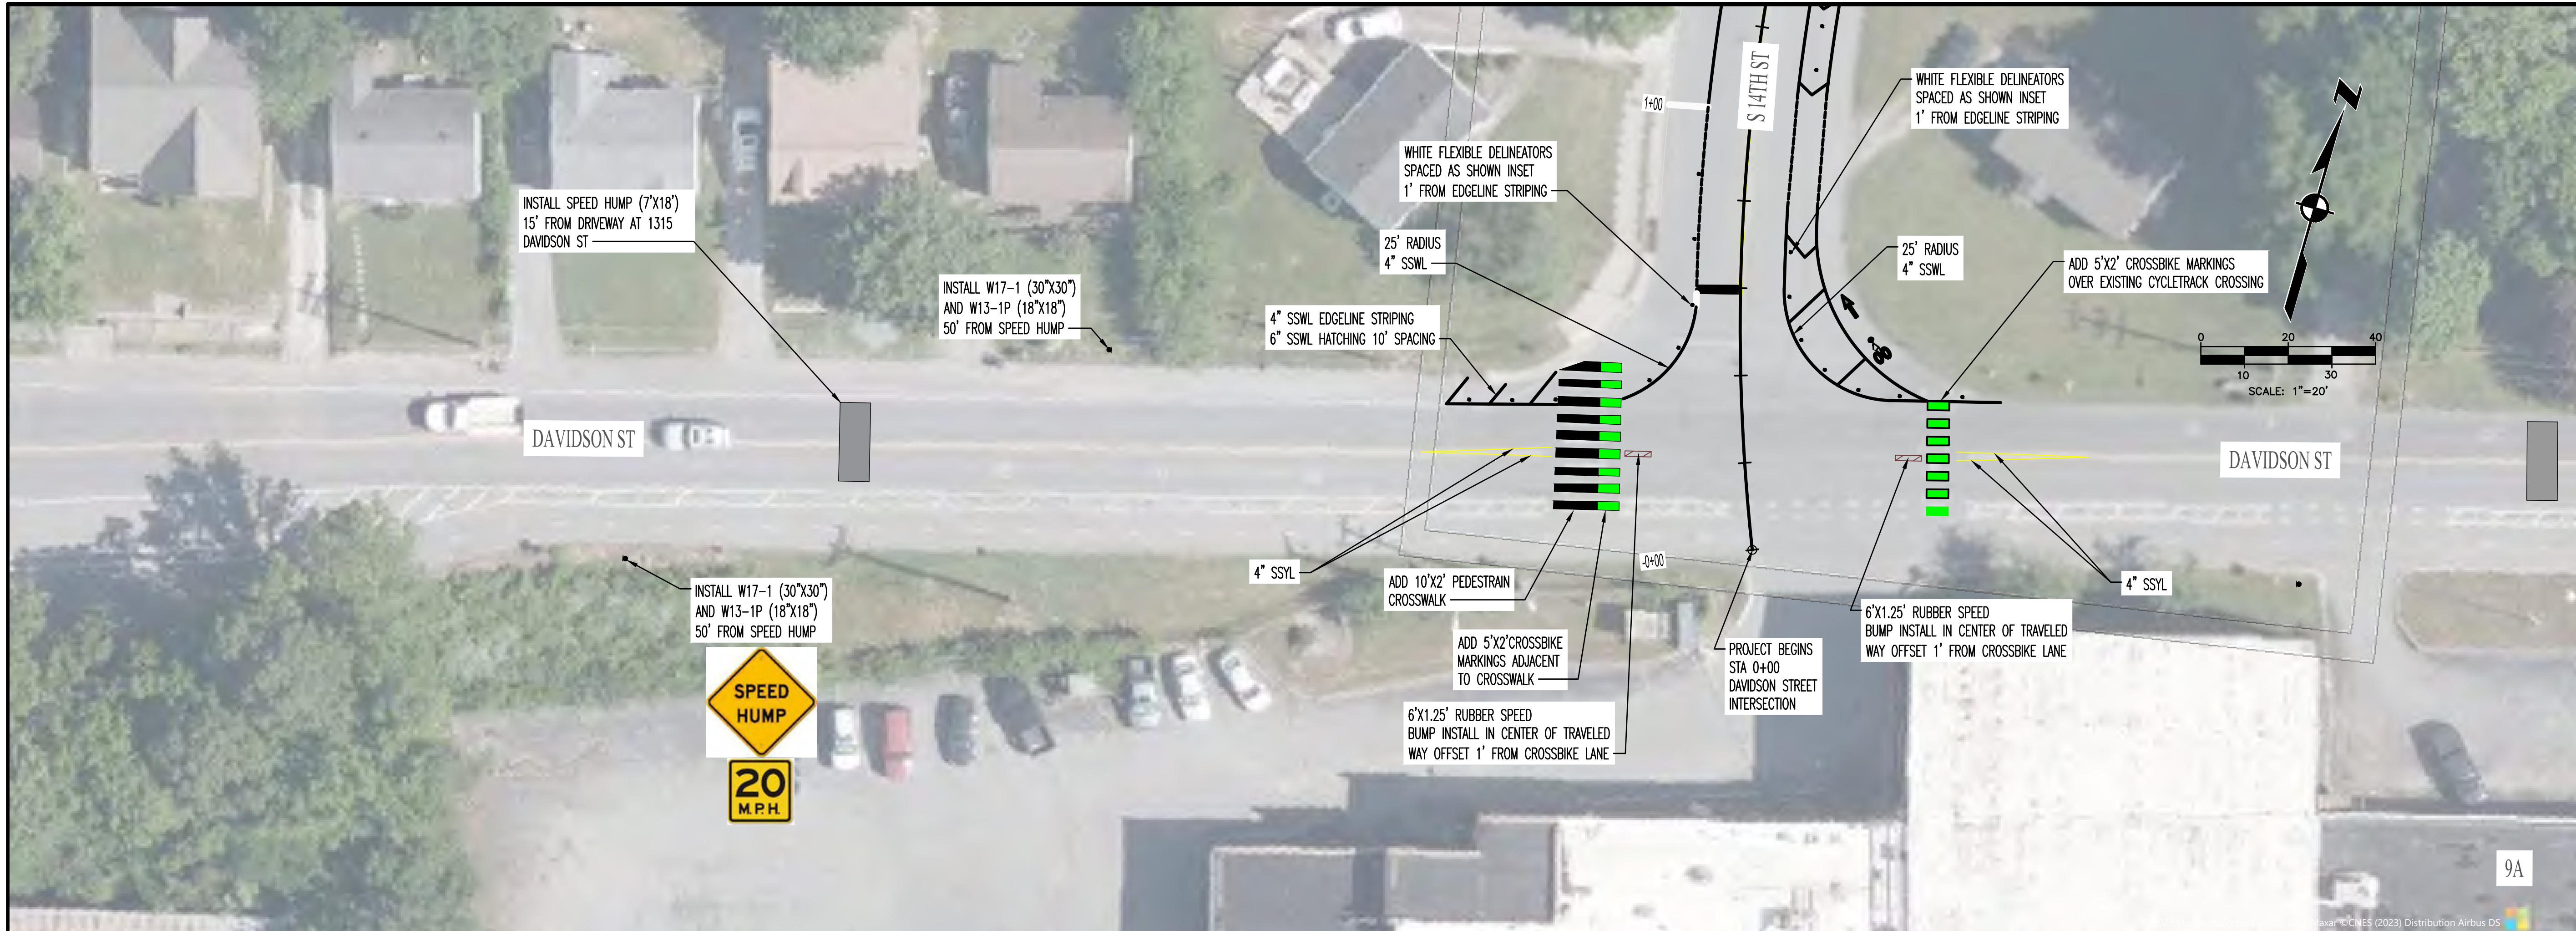 S 14TH ST
1+00
WHITE FLEXIBLE DELINEATORS
SPACED AS SHOWN INSET
1' FROM EDGELINE STRIPING
WHITE FLEXIBLE DELINEATORS
SPACED AS SHOWN INSET
1' FROM EDGELINE STRIPING
N
INSTALL SPEED HUMP (7'X18')
15' FROM DRIVEWAY AT 1315
DAVIDSON ST
25' RADIUS
4" SSWL
25' RADIUS
4" SSWL
ADD 5'X2' CROSSBIKE MARKINGS
OVER EXISTING CYCLETRACK CROSSING
INSTALL W17-1 (30"X30")
AND W13-1P (18"X18")
50' FROM SPEED HUMP
4" SSWL EDGELINE STRIPING
6" SSWL HATCHING 10' SPACING
0 20 40
10 30
SCALE: 1"=20'
DAVIDSON ST
DAVIDSON ST
4" SSYL
-0+00
ADD 10'X2' PEDESTRAIN
CROSSWALK
4" SSYL
INSTALL W17-1 (30"X30")
AND W13-1P (18"X18")
50' FROM SPEED HUMP
6'X1.25' RUBBER SPEED
BUMP INSTALL IN CENTER OF TRAVELED
WAY OFFSET 1' FROM CROSSBIKE LANE
ADD 5'X2'CROSSBIKE
MARKINGS ADJACENT
TO CROSSWALK
PROJECT BEGINS
STA 0+00
DAVIDSON STREET
INTERSECTION
SPEED
HUMP
20
M.P.H.
6'X1.25' RUBBER SPEED
BUMP INSTALL IN CENTER OF TRAVELED
WAY OFFSET 1' FROM CROSSBIKE LANE
9A
©CNES (2023) Distribution Airbus DS